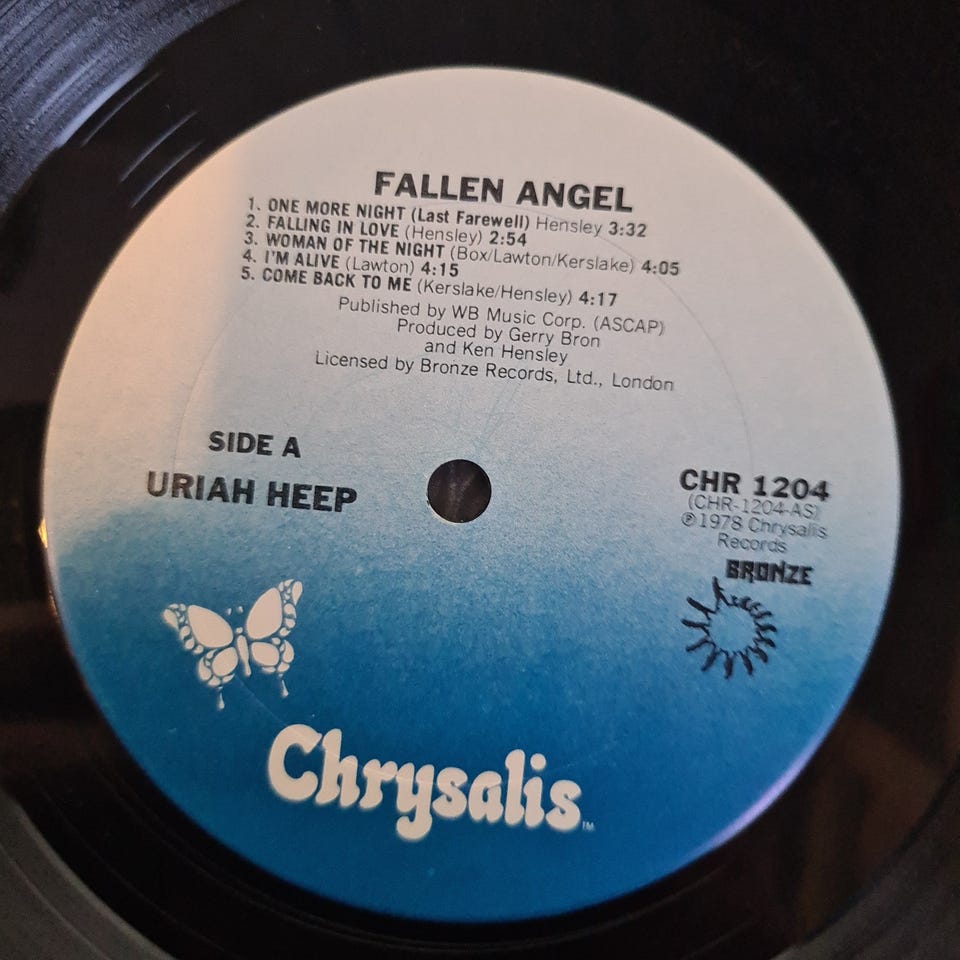 FALLEN ANGEL
1. ONE MORE NIGHT (Last Farewell) Hensley 3:32
2. FALLING IN LOVE (Hensley) 2:54
3. WOMAN OF THE NIGHT (Box/Lawton/Kerslake) 4:05
4. I'M ALIVE (Lawton) 4:15
5. COME BACK TO ME (Kerslake/Hensley) 4:17
Published by WB Music Corp. (ASCAP)
Produced by Gerry Bron
and Ken Hensley
Licensed by Bronze Records, Ltd., London
SIDE A
URIAH HEEP
CHR 1204
(CHR-1204-AS)
℗1978 Chrysalis
Records
BRONZE
Chrysalis™